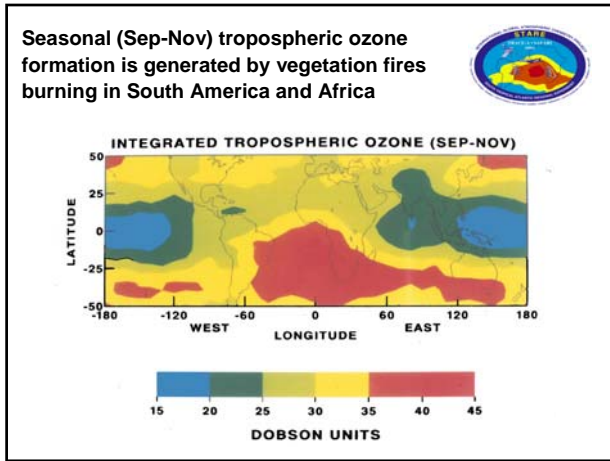 Seasonal (Sep-Nov) tropospheric ozone
formation is generated by vegetation fires
burning in South America and Africa
STARE
INTEGRATED TROPOSPHERIC OZONE (SEP-NOV)
50
25
0
-25
-50
LATITUDE
-180 -120 -60 0 60 120 180
WEST EAST
LONGITUDE
15 20 25 30 35 40 45
DOBSON UNITS